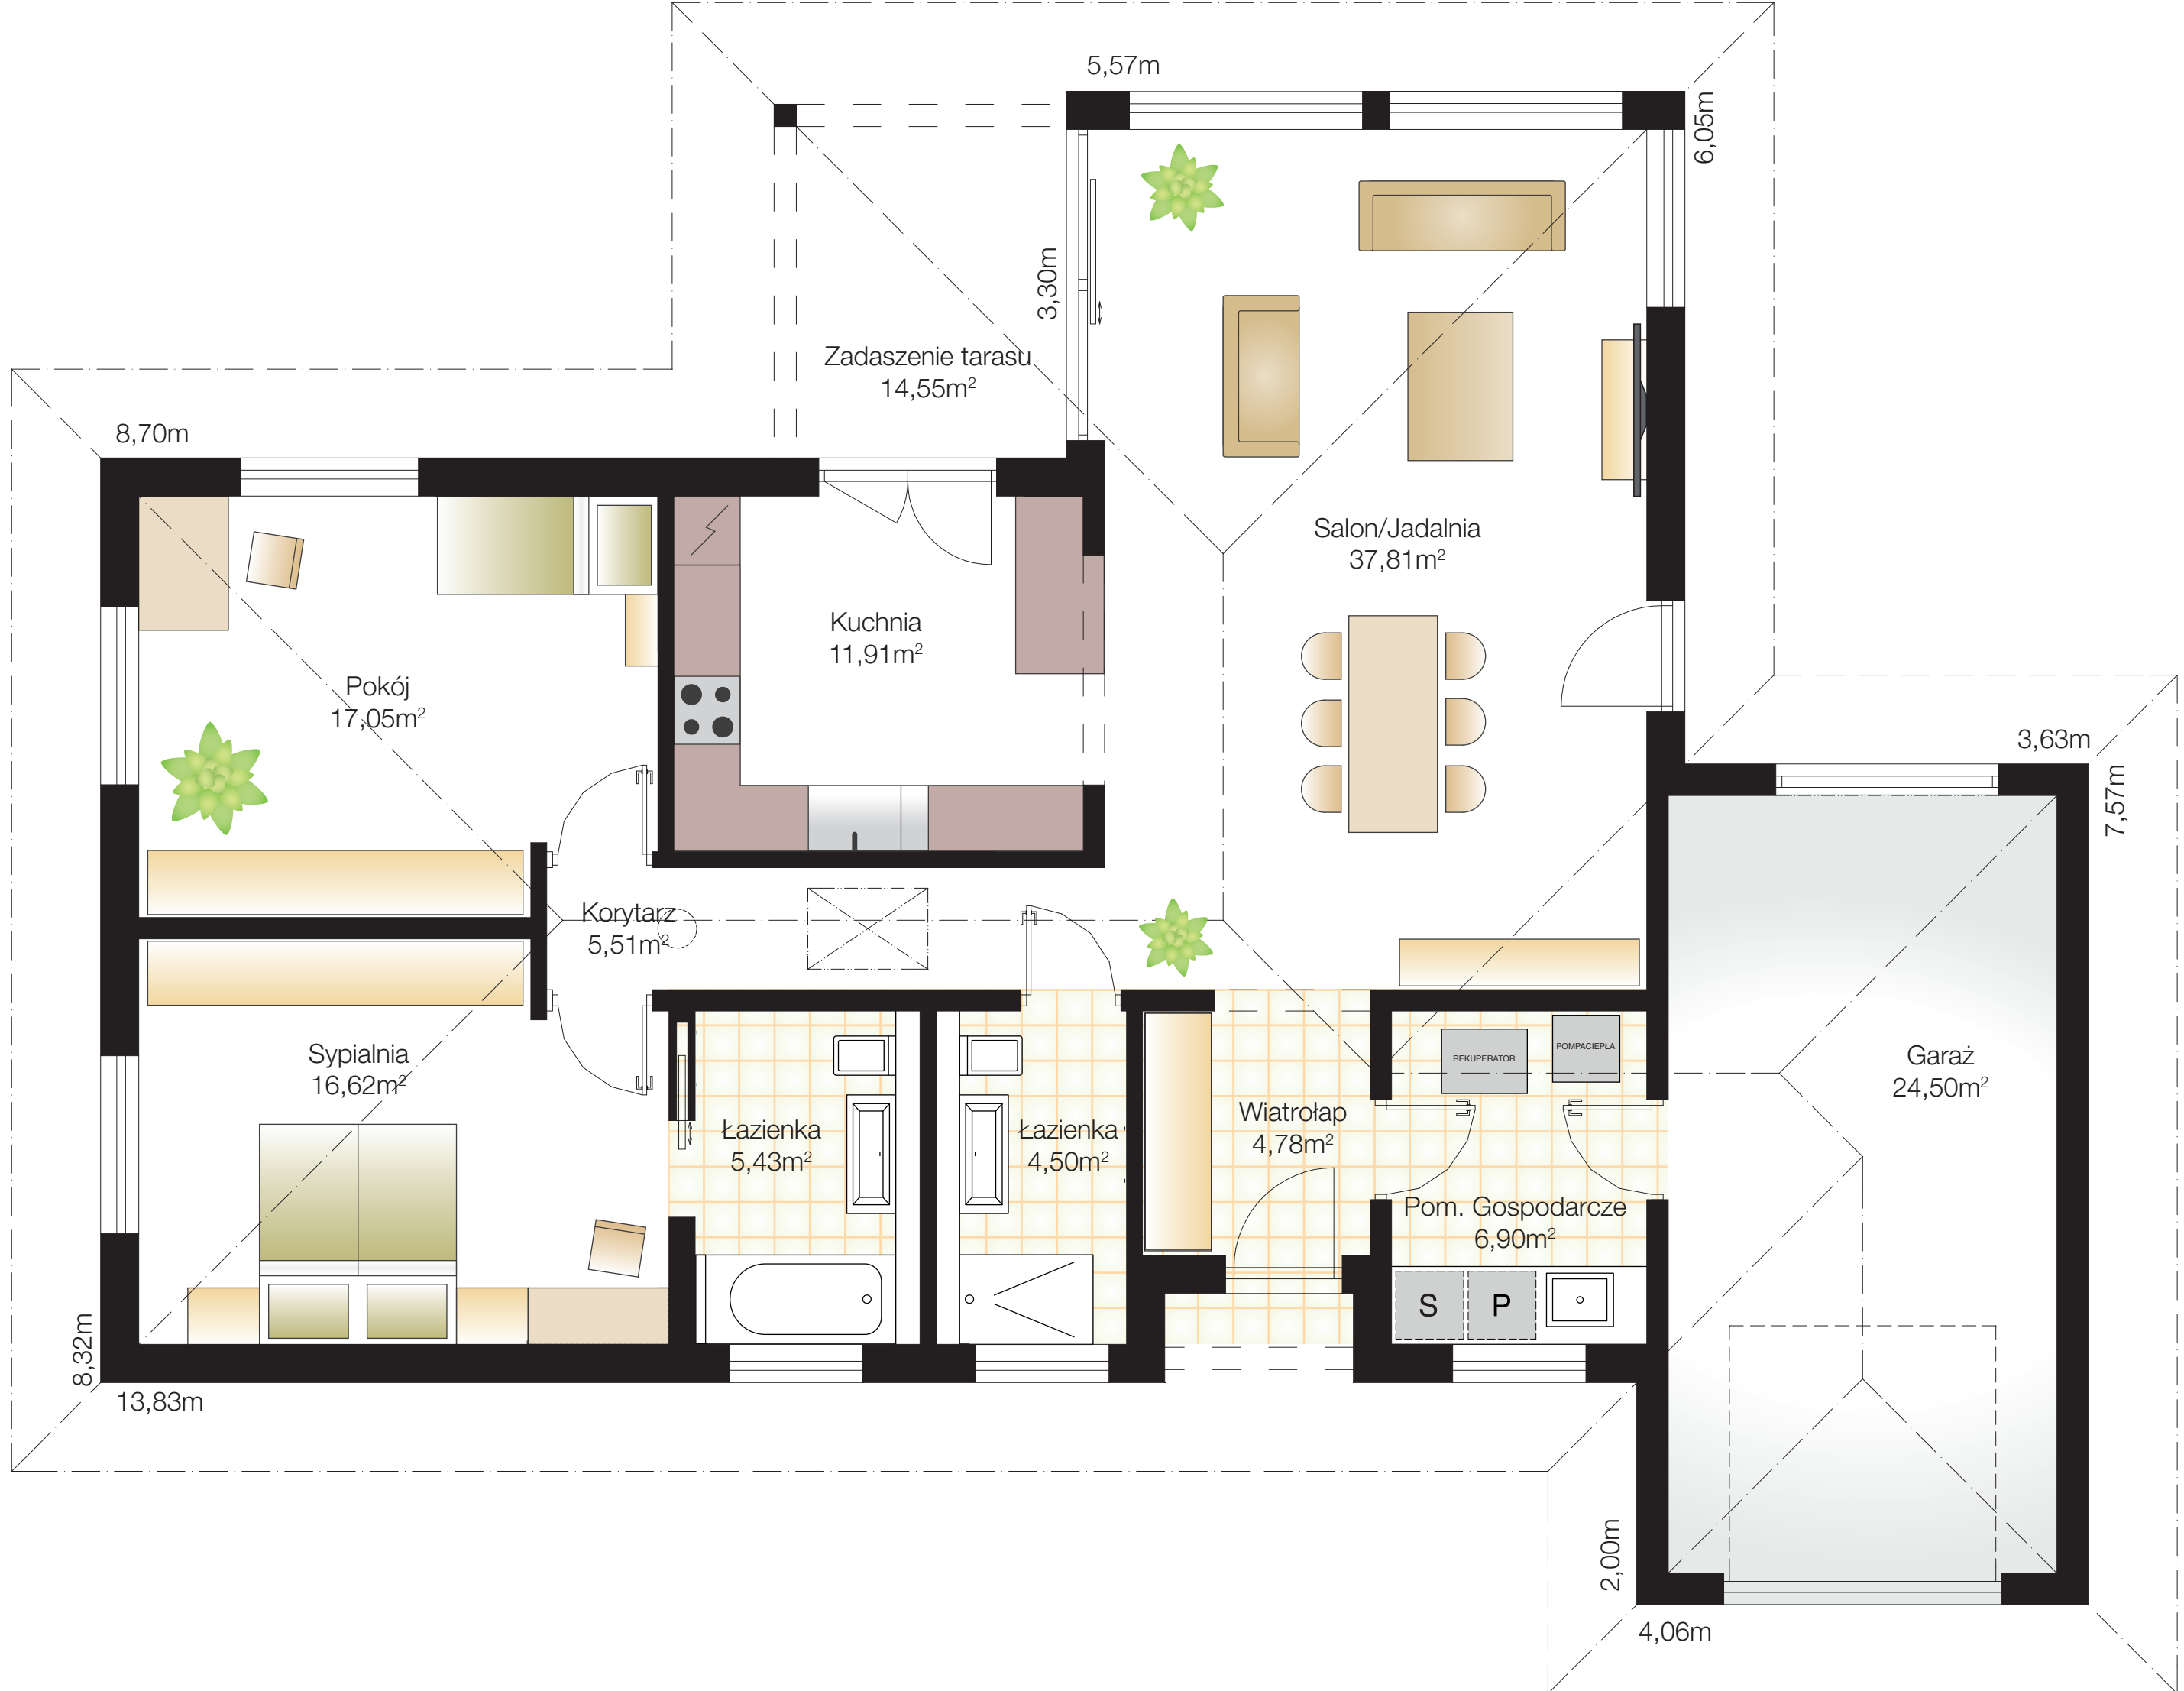 5,57m
6,05m
3,30m
Zadaszenie tarasu
14,55m²
8,70m
Salon/Jadalnia
37,81m²
Kuchnia
11,91m²
Pokój
17,05m²
3,63m
7,57m
Korytarz
5,51m²
Sypialnia
16,62m²
REKUPERATOR
POMPACIEPŁA
Garaż
24,50m²
Łazienka
5,43m²
Łazienka
4,50m²
Wiatrołap
4,78m²
Pom. Gospodarcze
6,90m²
S
P
8,32m
13,83m
2,00m
4,06m